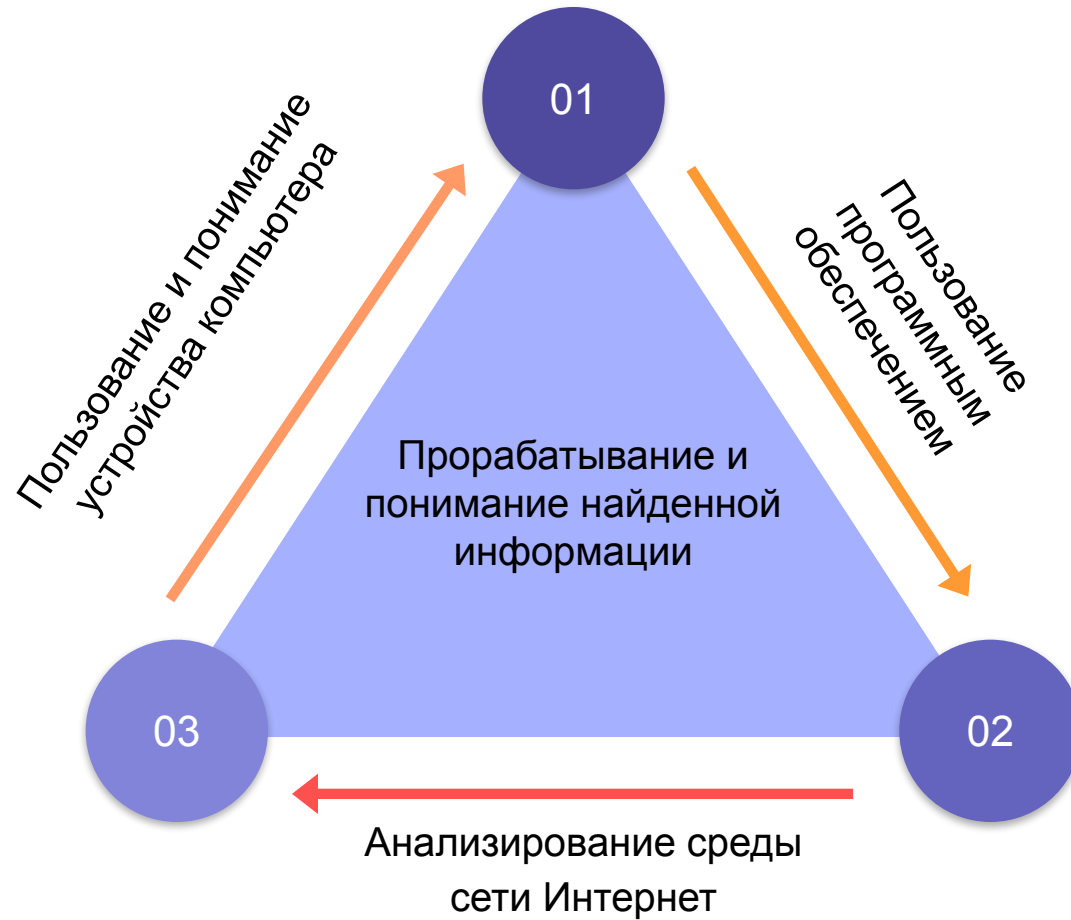 01
Пользование и понимание
устройства компьютера
Пользование
программным
обеспечением
Прорабатывание и
понимание найденной
информации
03
02
Анализирование среды
сети Интернет